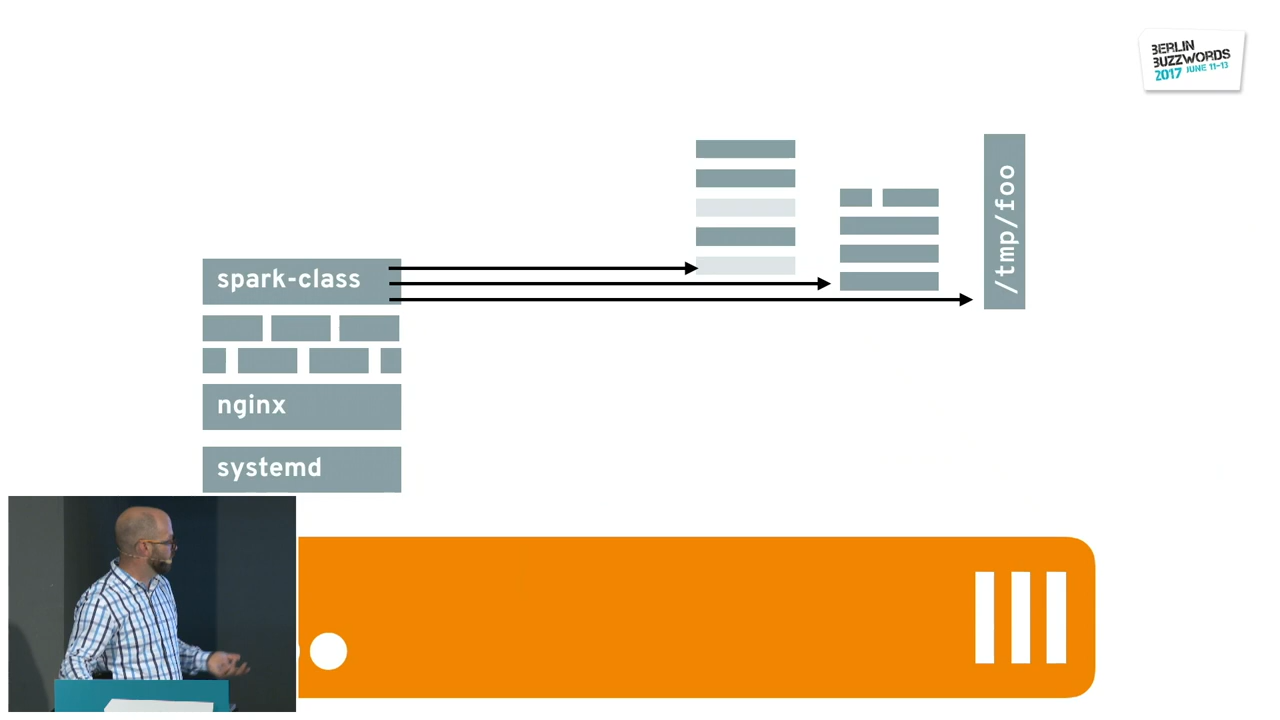 BERLIN
BUZZWORDS
2017 JUNE 11-13
/tmp/foo
spark-class
nginx
systemd